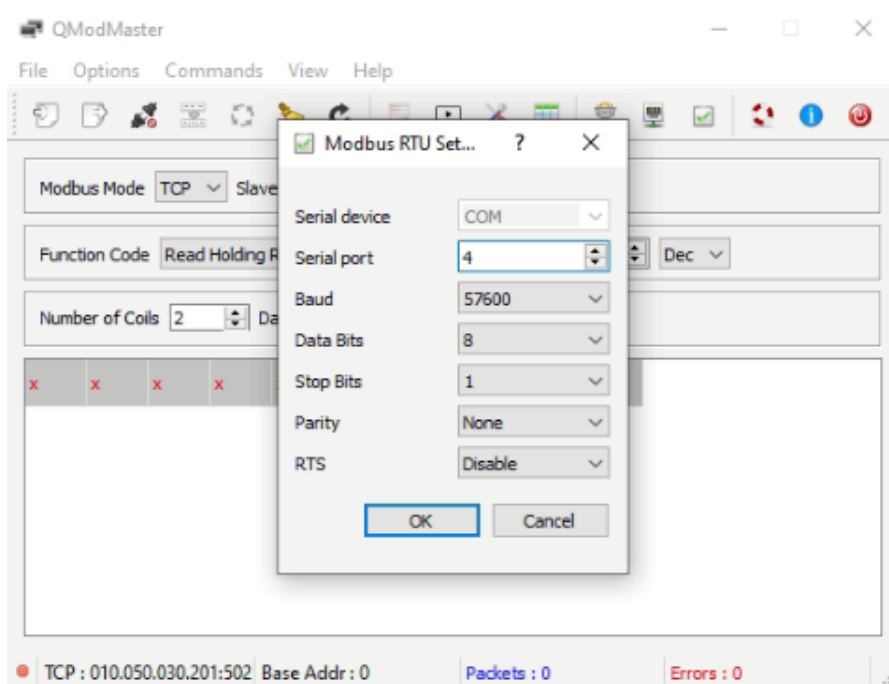 QModMaster
File Options Commands View Help
Modbus RTU Set... ?
Modbus Mode TCP Slave
Serial device COM
Function Code Read Holding R
Serial port 4
Dec
Baud 57600
Number of Coils 2 Da
Data Bits 8
x x x x
Stop Bits 1
Parity None
RTS Disable
OK Cancel
TCP : 010.050.030.201:502 Base Addr : 0 Packets : 0 Errors : 0